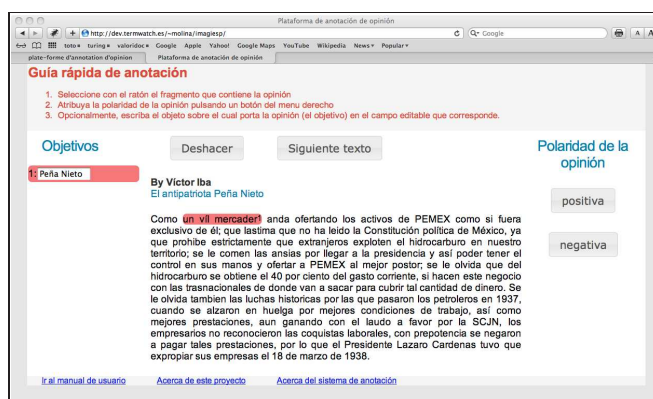 Plataforma de anotación de opinión
http://dev.termwatch.es/~molina/imagiesp/
Google
toto turing valoridoc Google Apple Yahoo! Google Maps YouTube Wikipedia News Popular
plate-forme d'annotation d'opinion Plataforma de anotación de opinión
Guía rápida de anotación
1. Seleccione con el ratón el fragmento que contiene la opinión
2. Atribuya la polaridad de la opinión pulsando un botón del menu derecho
3. Opcionalmente, escriba el objeto sobre el cual porta la opinión (el objetivo) en el campo editable que corresponde.
Objetivos
Deshacer
Siguiente texto
Polaridad de la
opinión
1: Peña Nieto
positiva
negativa
By Víctor Iba
El antipatriota Peña Nieto
Como un vil mercader¹ anda ofertando los activos de PEMEX como si fuera
exclusivo de él; que lastima que no ha leido la Constitución política de México, ya
que prohibe estrictamente que extranjeros exploten el hidrocarburo en nuestro
territorio; se le comen las ansias por llegar a la presidencia y así poder tener el
control en sus manos y ofertar a PEMEX al mejor postor; se le olvida que del
hidrocarburo se obtiene el 40 por ciento del gasto corriente, si hacen este negocio
con las trasnacionales de donde van a sacar para cubrir tal cantidad de dinero. Se
le olvida tambien las luchas historicas por las que pasaron los petroleros en 1937,
cuando se alzaron en huelga por mejores condiciones de trabajo, así como
mejores prestaciones, aun ganando con el laudo a favor por la SCJN, los
empresarios no reconocieron las coquistas laborales, con prepotencia se negaron
a pagar tales prestaciones, por lo que el Presidente Lazaro Cardenas tuvo que
expropiar sus empresas el 18 de marzo de 1938.
Ir al manual de usuario Acerca de este proyecto Acerca del sistema de anotación